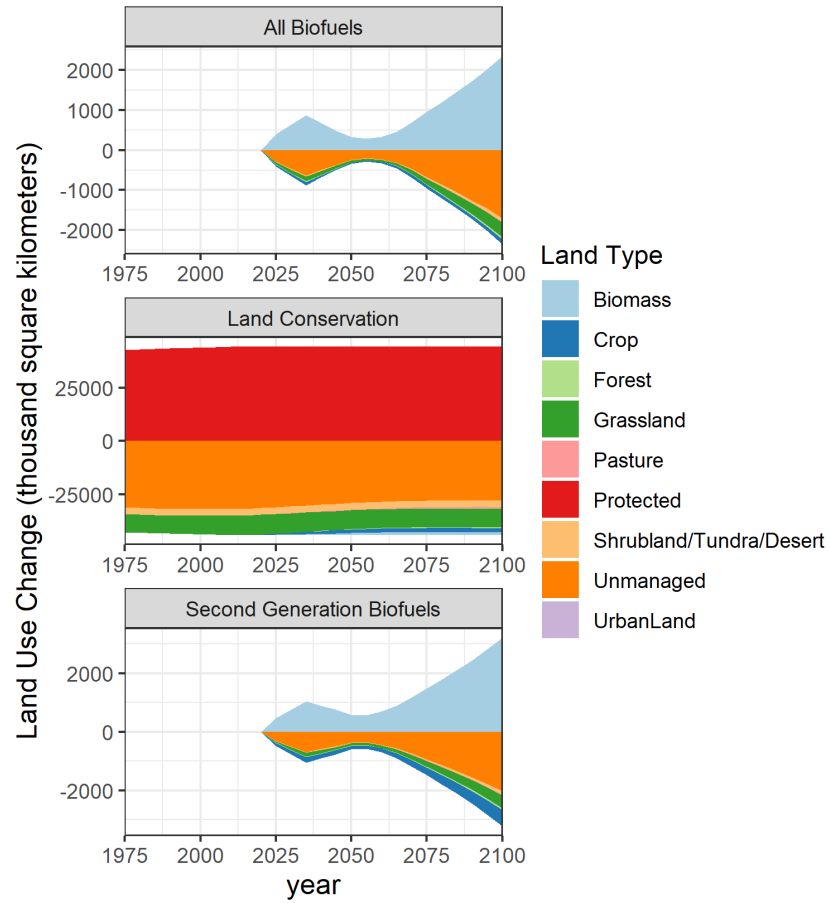 All Biofuels
2000
1000
0
-1000
-2000
1975 2000 2025 2050 2075 2100
Land Conservation
25000
0
-25000
1975 2000 2025 2050 2075 2100
Second Generation Biofuels
2000
0
-2000
1975 2000 2025 2050 2075 2100
year
Land Use Change (thousand square kilometers)
Land Type
Biomass
Crop
Forest
Grassland
Pasture
Protected
Shrubland/Tundra/Desert
Unmanaged
UrbanLand